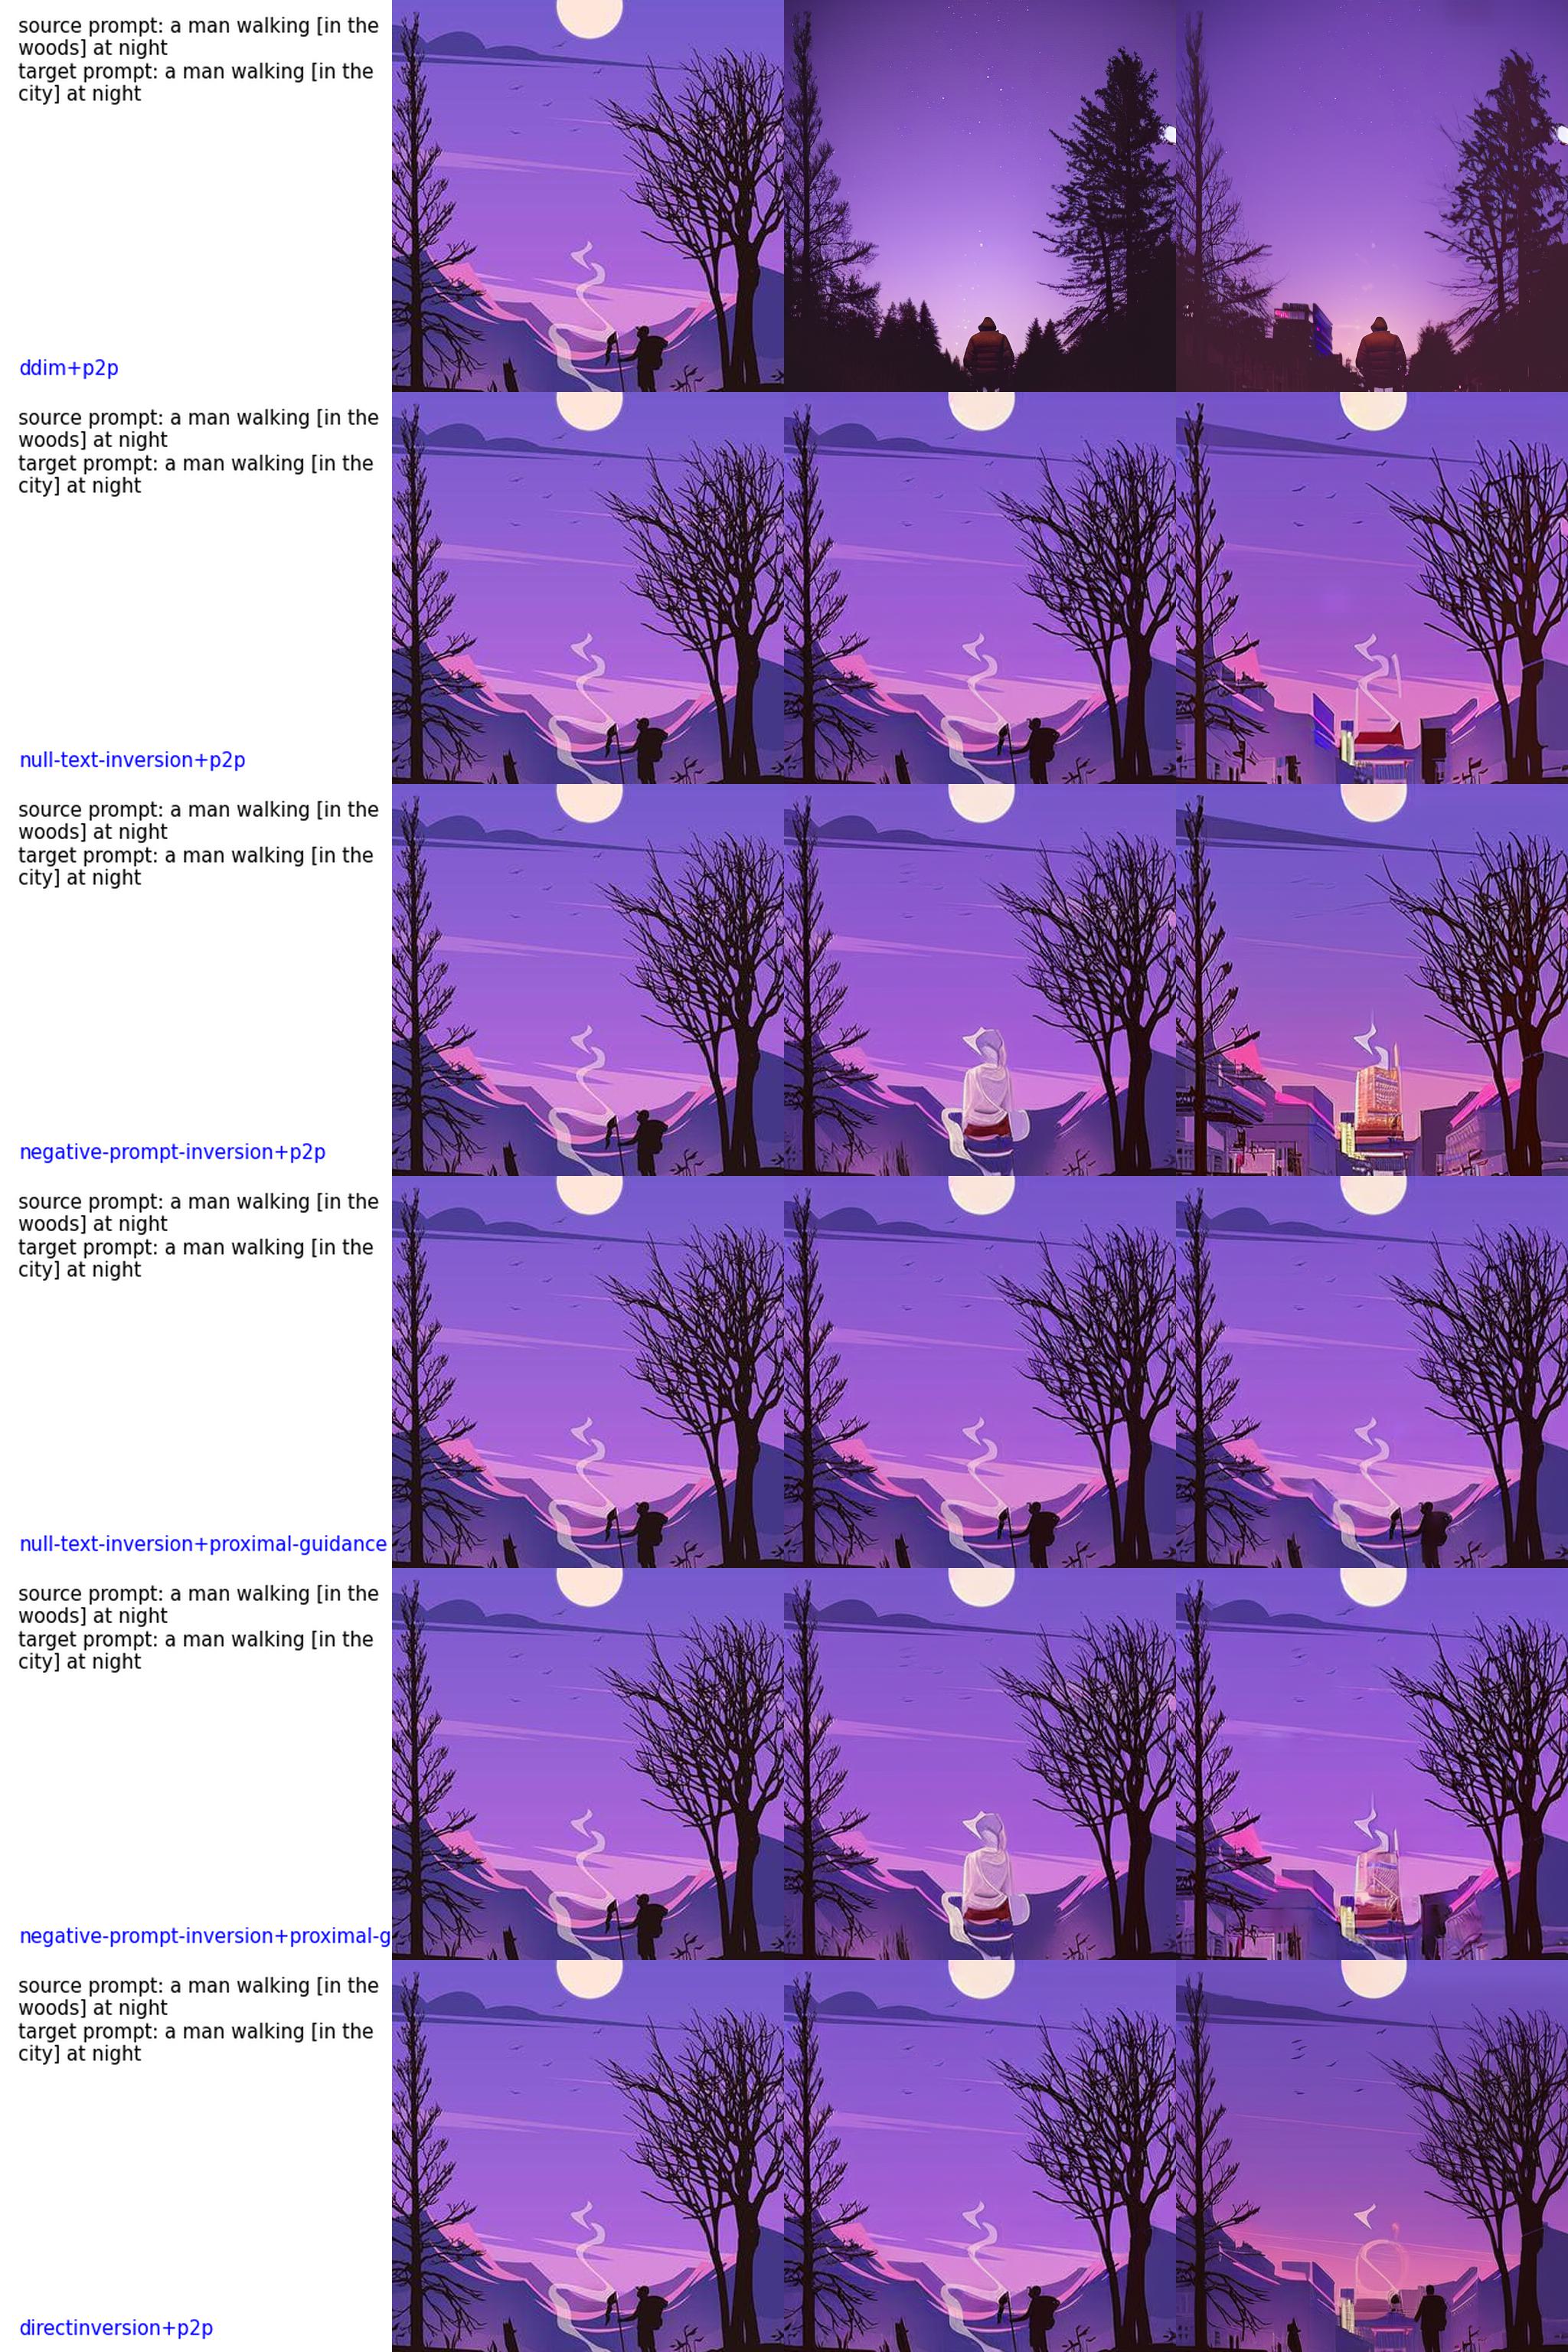 source prompt: a man walking [in the
woods] at night
target prompt: a man walking [in the
city] at night
ddim+p2p
source prompt: a man walking [in the
woods] at night
target prompt: a man walking [in the
city] at night
null-text-inversion+p2p
source prompt: a man walking [in the
woods] at night
target prompt: a man walking [in the
city] at night
negative-prompt-inversion+p2p
source prompt: a man walking [in the
woods] at night
target prompt: a man walking [in the
city] at night
null-text-inversion+proximal-guidance
source prompt: a man walking [in the
woods] at night
target prompt: a man walking [in the
city] at night
negative-prompt-inversion+proximal-g
source prompt: a man walking [in the
woods] at night
target prompt: a man walking [in the
city] at night
directinversion+p2p